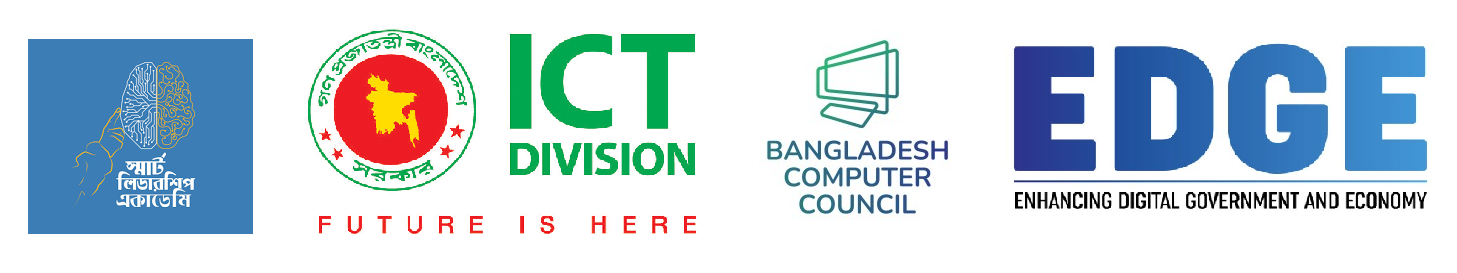 স্মার্ট
লিডারশিপ
একাডেমি
গণ প্রজাতন্ত্রী বাংলাদেশ
সরকার
ICT
DIVISION
FUTURE IS HERE
BANGLADESH
COMPUTER
COUNCIL
EDGE
ENHANCING DIGITAL GOVERNMENT AND ECONOMY